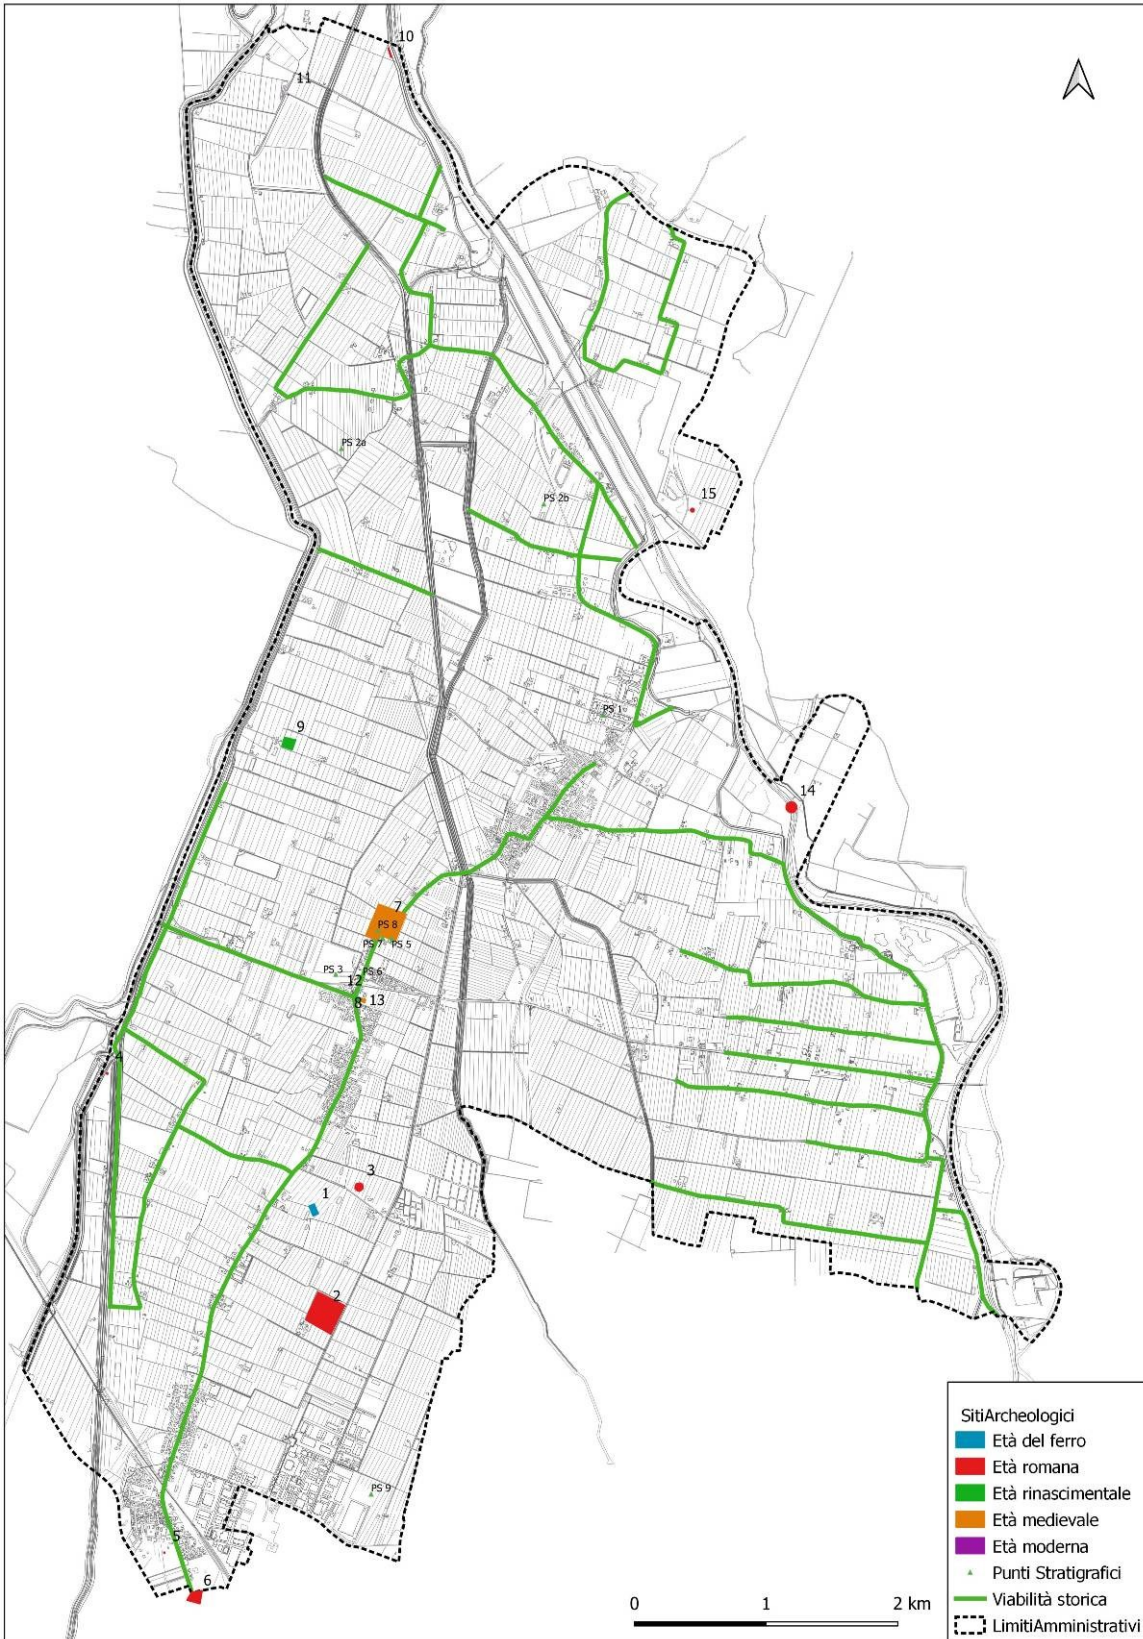 10
11
PS 2a
PS 2b
15
PS 1
9
14
7
PS 8
PS 7
PS 5
PS 3
PS 6
12
8
13
4
3
1
2
PS 9
5
6
SitiArcheologici
Età del ferro
Età romana
Età rinascimentale
Età medievale
Età moderna
Punti Stratigrafici
Viabilità storica
LimitiAmministrativi
0 1 2 km